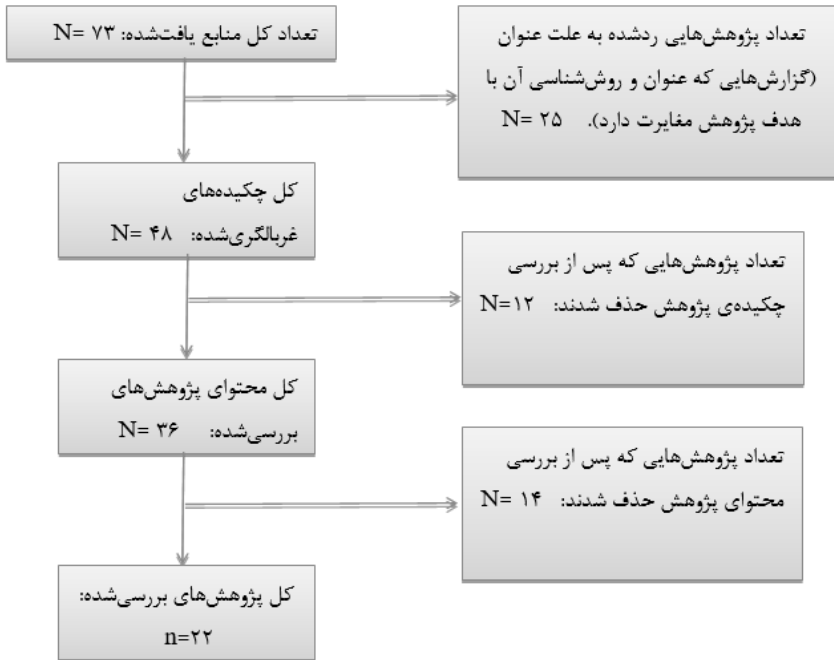 تعداد کل منابع یافت‌شده: N= ۷۳
تعداد پژوهش‌هایی ردشده به علت عنوان
(گزارش‌هایی که عنوان و روش‌شناسی آن با
هدف پژوهش مغایرت دارد). N= ۲۵
کل چکیده‌های
غربالگری‌شده: N= ۴۸
تعداد پژوهش‌هایی که پس از بررسی
چکیده‌ی پژوهش حذف شدند: N=۱۲
کل محتوای پژوهش‌های
بررسی‌شده: N= ۳۶
تعداد پژوهش‌هایی که پس از بررسی
محتوای پژوهش حذف شدند: N= ۱۴
کل پژوهش‌های بررسی‌شده:
n=۲۲